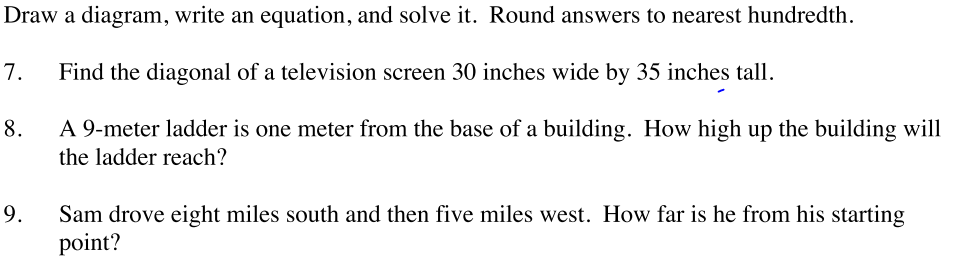 Draw a diagram, write an equation, and solve it.  Round answers to nearest hundredth.
7. Find the diagonal of a television screen 30 inches wide by 35 inches tall.
8. A 9-meter ladder is one meter from the base of a building.  How high up the building will
the ladder reach?
9. Sam drove eight miles south and then five miles west.  How far is he from his starting
point?